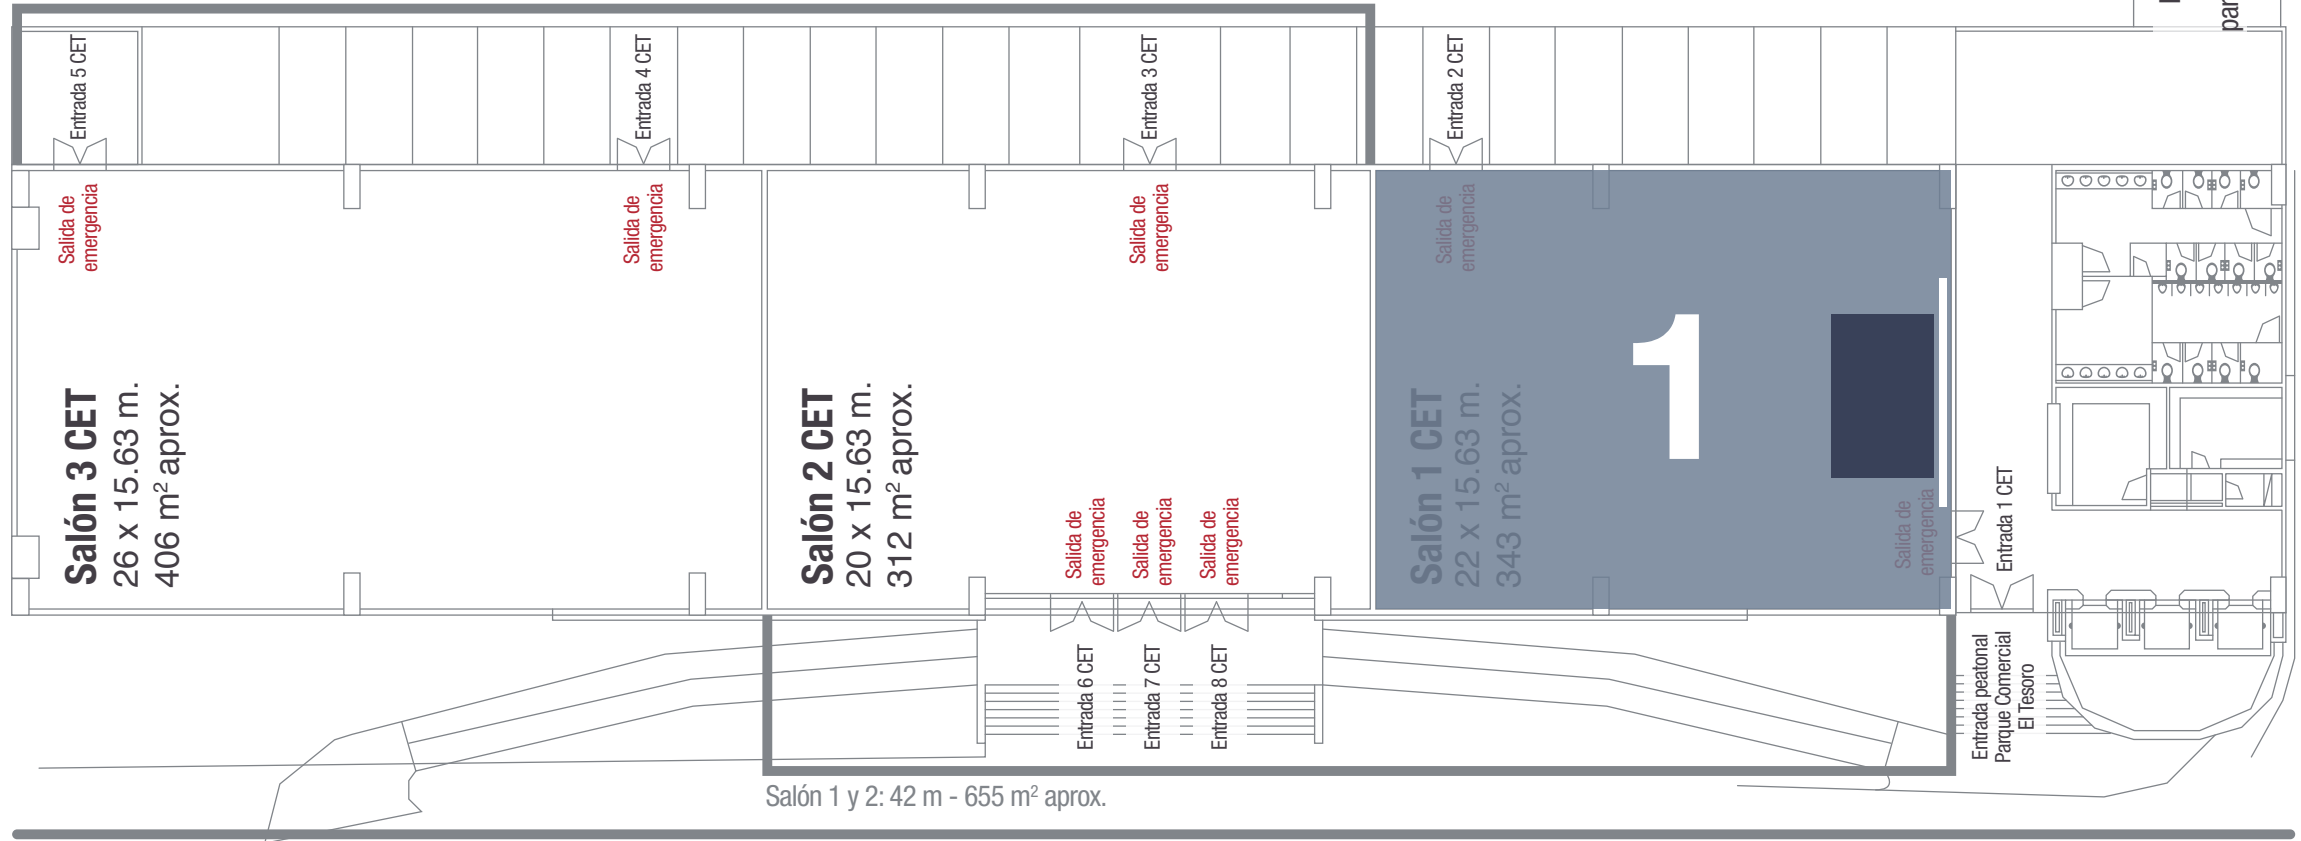 Entrada 5 CET
Entrada 4 CET
Entrada 3 CET
Entrada 2 CET
par
Salida de
emergencia
Salida de
emergencia
Salida de
emergencia
Salida de
emergencia
Salón 3 CET
26 x 15.63 m.
406 m² aprox.
Salón 2 CET
20 x 15.63 m.
312 m² aprox.
Salón 1 CET
22 x 15.63 m.
343 m² aprox.
1
Salida de
emergencia
Salida de
emergencia
Salida de
emergencia
Salida de
emergencia
Entrada 1 CET
Entrada 6 CET
Entrada 7 CET
Entrada 8 CET
Entrada peatonal
Parque Comercial
El Tesoro
Salón 1 y 2: 42 m - 655 m² aprox.